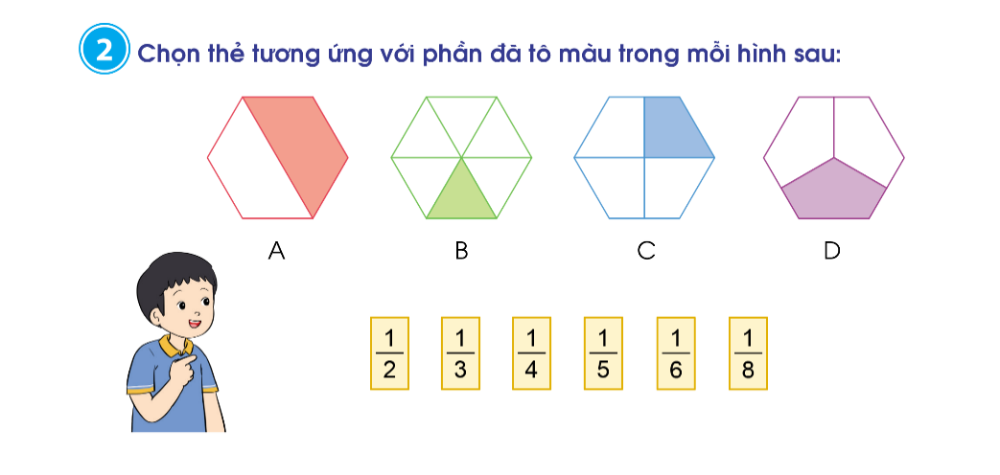 2 Chọn thẻ tương ứng với phần đã tô màu trong mỗi hình sau:
A B C D
1/2 1/3 1/4 1/5 1/6 1/8